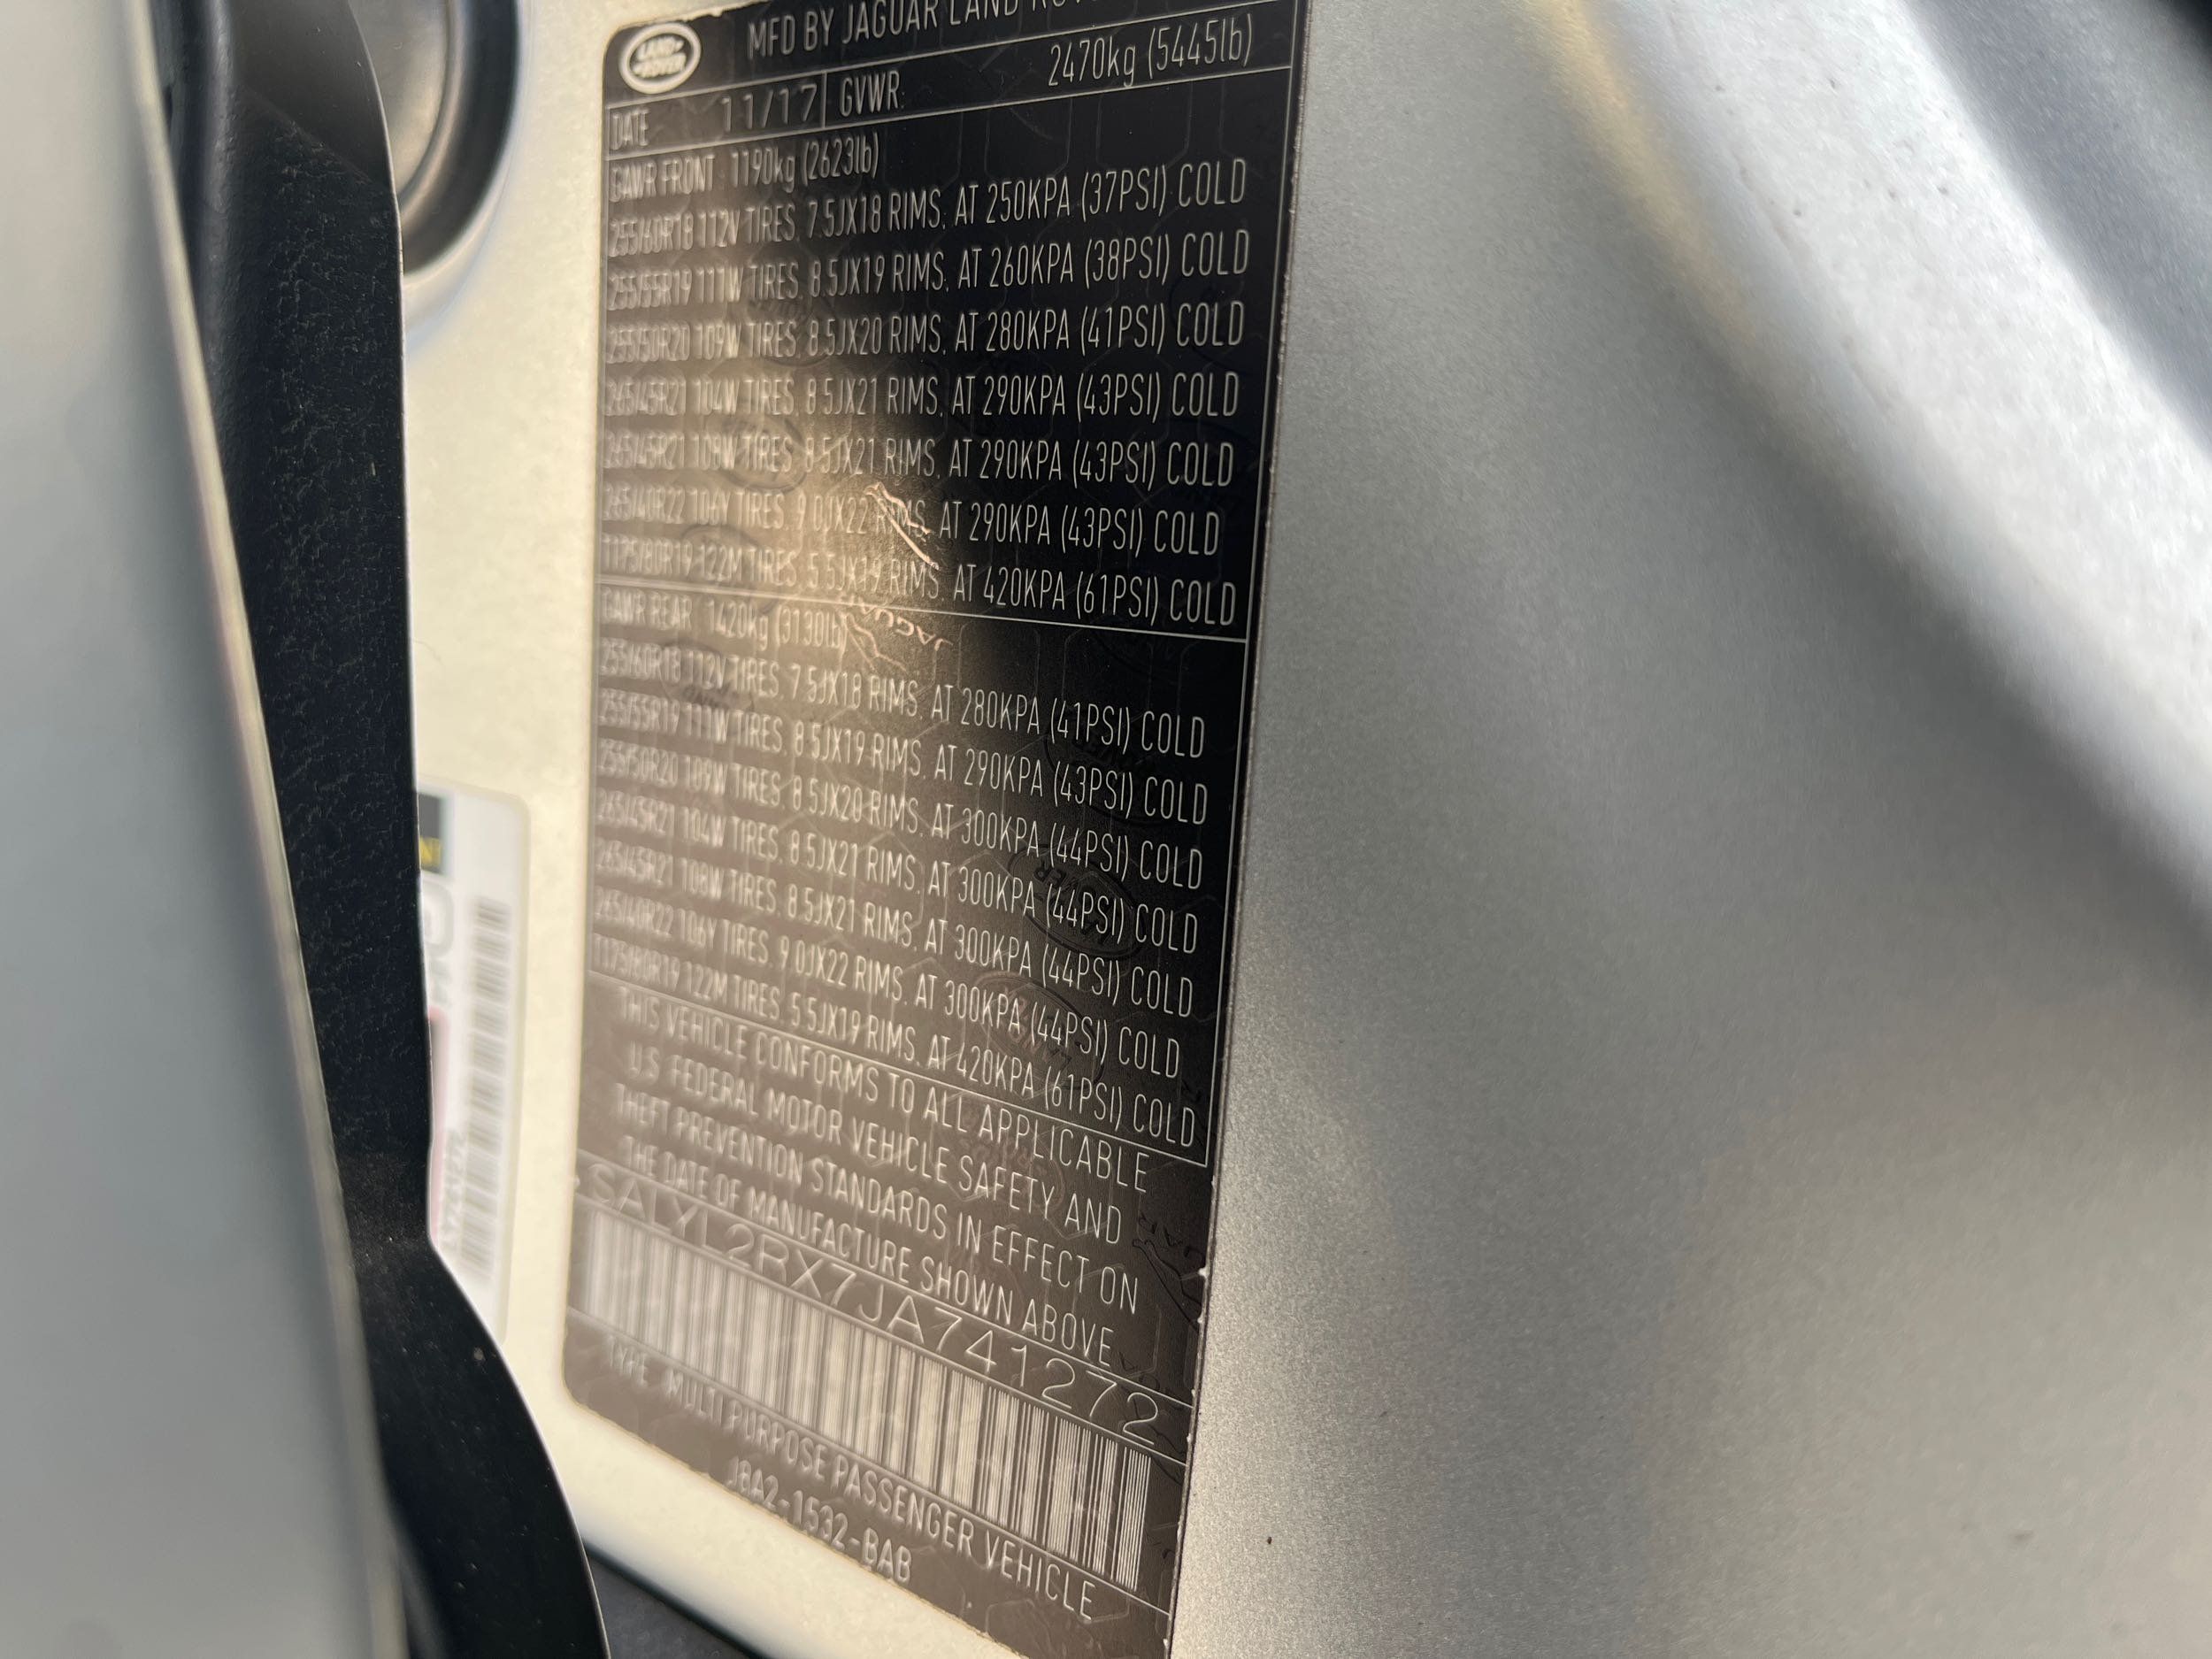 LAND ROVER
MFD BY JAGUAR LAND
DATE 11/17 GVWR: 2470kg (5445lb)
GAWR FRONT 1190kg (2623lb)
255/60R18 112V TIRES, 7.5JX18 RIMS, AT 250KPA (37PSI) COLD
255/55R19 111W TIRES, 8.5JX19 RIMS, AT 260KPA (38PSI) COLD
255/50R20 109W TIRES, 8.5JX20 RIMS, AT 280KPA (41PSI) COLD
265/45R21 104W TIRES, 8.5JX21 RIMS, AT 290KPA (43PSI) COLD
265/45R21 108W TIRES, 8.5JX21 RIMS, AT 290KPA (43PSI) COLD
265/40R22 106Y TIRES, 9.0JX22 RIMS, AT 290KPA (43PSI) COLD
T175/80R19 122M TIRES, 5.5JX19 RIMS, AT 420KPA (61PSI) COLD
GAWR REAR 1420kg (3130lb)
255/60R18 112V TIRES, 7.5JX18 RIMS, AT 280KPA (41PSI) COLD
255/55R19 111W TIRES, 8.5JX19 RIMS, AT 290KPA (43PSI) COLD
255/50R20 109W TIRES, 8.5JX20 RIMS, AT 300KPA (44PSI) COLD
265/45R21 104W TIRES, 8.5JX21 RIMS, AT 300KPA (44PSI) COLD
265/45R21 108W TIRES, 8.5JX21 RIMS, AT 300KPA (44PSI) COLD
265/40R22 106Y TIRES, 9.0JX22 RIMS, AT 300KPA (44PSI) COLD
T175/80R19 122M TIRES, 5.5JX19 RIMS, AT 420KPA (61PSI) COLD
THIS VEHICLE CONFORMS TO ALL APPLICABLE
U.S FEDERAL MOTOR VEHICLE SAFETY AND
THEFT PREVENTION STANDARDS IN EFFECT ON
THE DATE OF MANUFACTURE SHOWN ABOVE
SALYL2RX7JA741272
TYPE: MULTI PURPOSE PASSENGER VEHICLE
J8A2-1532-BAB